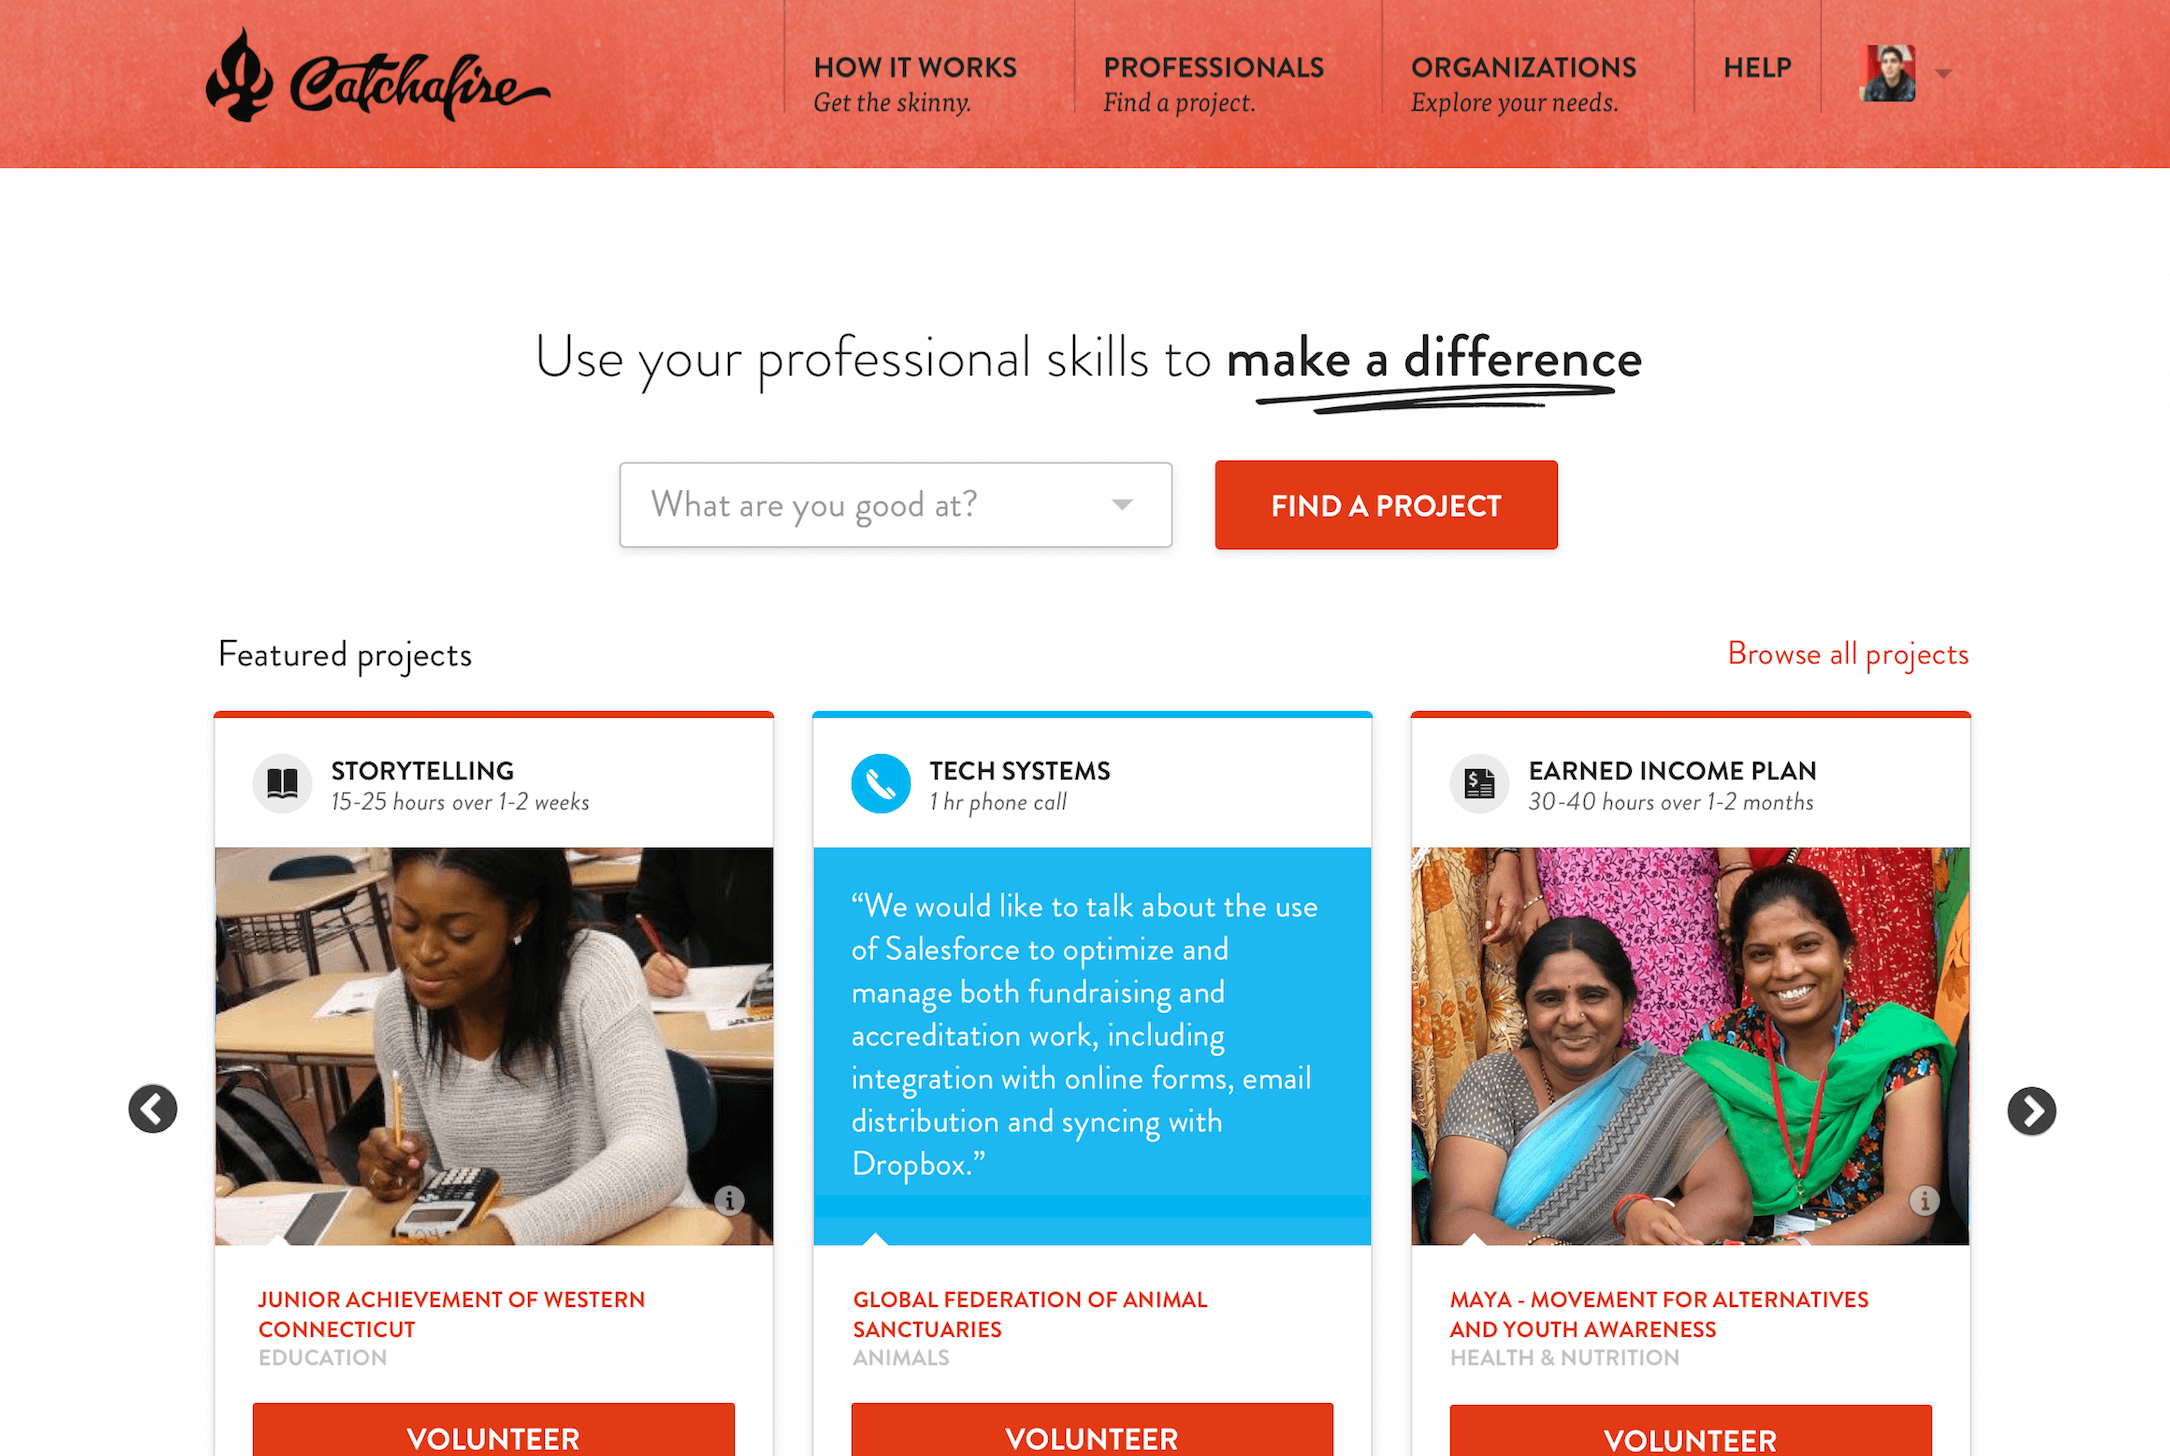 Catchafire
HOW IT WORKS
Get the skinny.
PROFESSIONALS
Find a project.
ORGANIZATIONS
Explore your needs.
HELP
Use your professional skills to make a difference
What are you good at?
FIND A PROJECT
Featured projects
Browse all projects
STORYTELLING
15-25 hours over 1-2 weeks
JUNIOR ACHIEVEMENT OF WESTERN
CONNECTICUT
EDUCATION
VOLUNTEER
TECH SYSTEMS
1 hr phone call
“We would like to talk about the use
of Salesforce to optimize and
manage both fundraising and
accreditation work, including
integration with online forms, email
distribution and syncing with
Dropbox.”
GLOBAL FEDERATION OF ANIMAL
SANCTUARIES
ANIMALS
VOLUNTEER
EARNED INCOME PLAN
30-40 hours over 1-2 months
MAYA - MOVEMENT FOR ALTERNATIVES
AND YOUTH AWARENESS
HEALTH & NUTRITION
VOLUNTEER